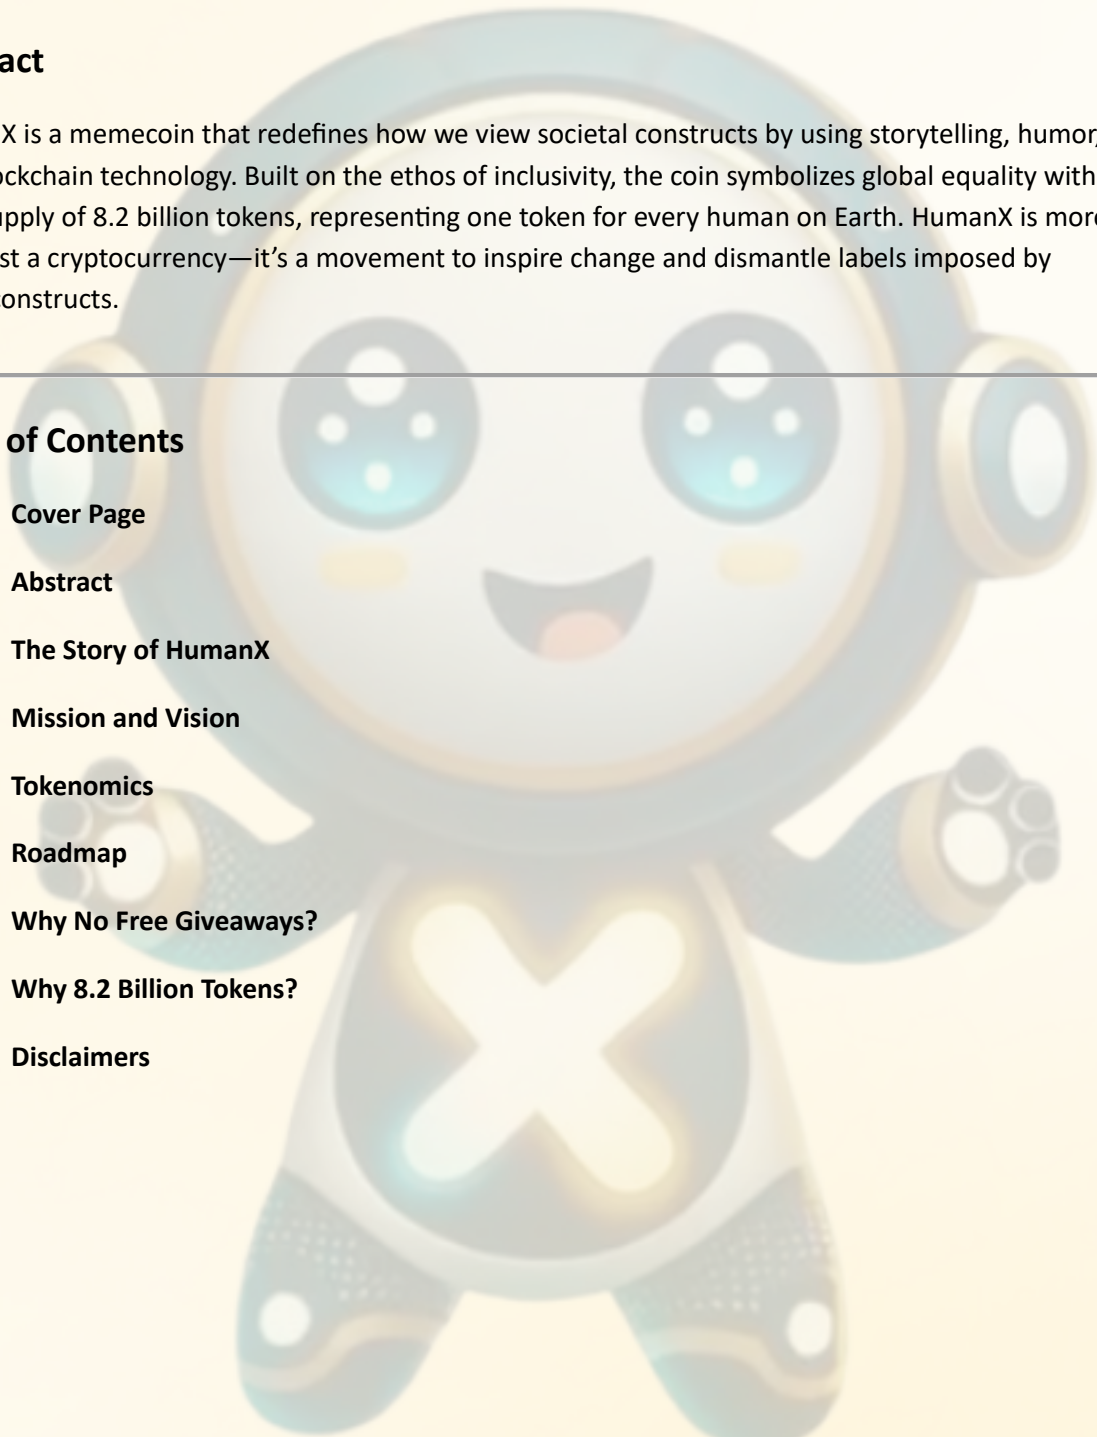 act
X is a memecoin that redefines how we view societal constructs by using storytelling, humor,
ockchain technology. Built on the ethos of inclusivity, the coin symbolizes global equality with
upply of 8.2 billion tokens, representing one token for every human on Earth. HumanX is more
st a cryptocurrency—it’s a movement to inspire change and dismantle labels imposed by
constructs.
of Contents
Cover Page
Abstract
The Story of HumanX
Mission and Vision
Tokenomics
Roadmap
Why No Free Giveaways?
Why 8.2 Billion Tokens?
Disclaimers
X